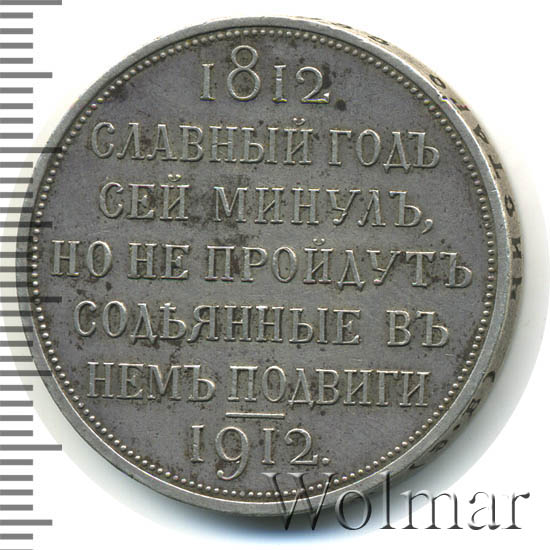 1812
СЛАВНЫЙ ГОДЪ
СЕЙ МИНУЛЪ,
НО НЕ ПРОЙДУТЪ
СОДѢЯННЫЕ ВЪ
НЕМЪ ПОДВИГИ
1912.
Wolmar